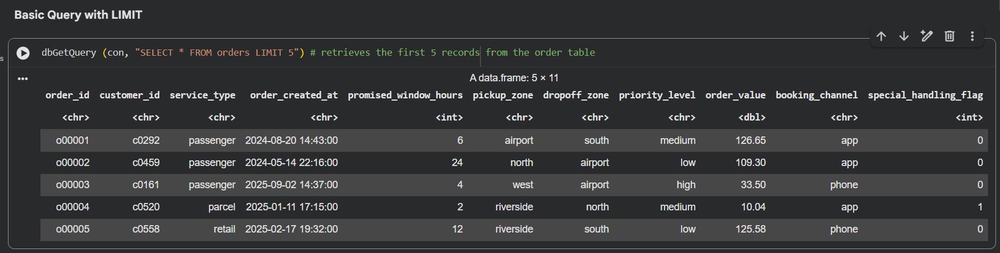 Basic Query with LIMIT
s
dbGetQuery (con, "SELECT * FROM orders LIMIT 5") # retrieves the first 5 records from the order table
A data.frame: 5 × 11
order_id customer_id service_type order_created_at promised_window_hours pickup_zone dropoff_zone priority_level order_value booking_channel special_handling_flag
<chr> <chr> <chr> <chr> <int> <chr> <chr> <chr> <dbl> <chr> <int>
o00001 c0292 passenger 2024-08-20 14:43:00 6 airport south medium 126.65 app 0
o00002 c0459 passenger 2024-05-14 22:16:00 24 north airport low 109.30 app 0
o00003 c0161 passenger 2025-09-02 14:37:00 4 west airport high 33.50 phone 0
o00004 c0520 parcel 2025-01-11 17:15:00 2 riverside north medium 10.04 app 1
o00005 c0558 retail 2025-02-17 19:32:00 12 riverside south low 125.58 phone 0